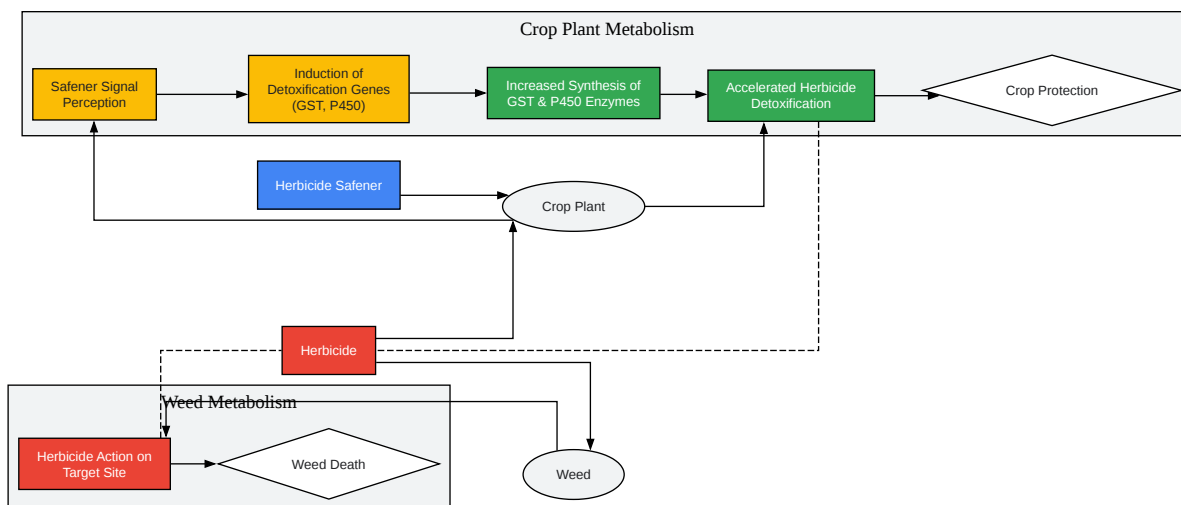 Crop Plant Metabolism
Safener Signal
Perception
Induction of
Detoxification Genes
(GST, P450)
Increased Synthesis of
GST & P450 Enzymes
Accelerated Herbicide
Detoxification
Crop Protection
Herbicide Safener
Crop Plant
Herbicide
Weed Metabolism
Herbicide Action on
Target Site
Weed Death
Weed